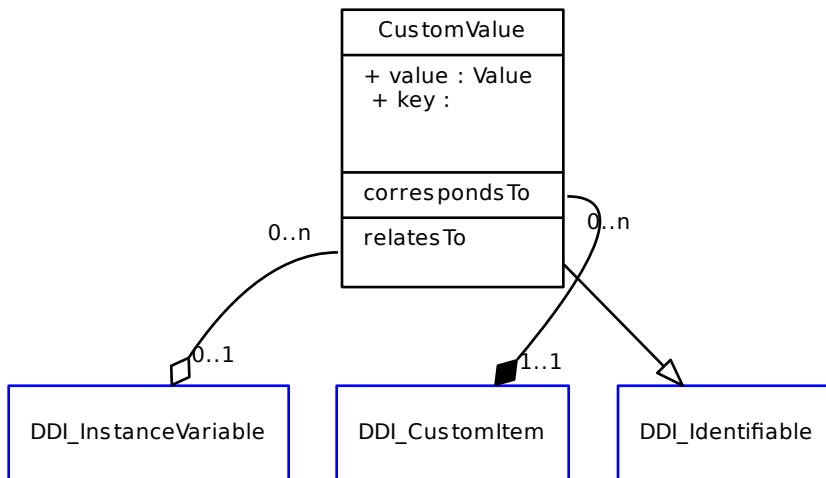 CustomValue
+ value : Value
+ key :
correspondsTo
0..n
0..n
relatesTo
0..1
1..1
DDI_InstanceVariable
DDI_CustomItem
DDI_Identifiable